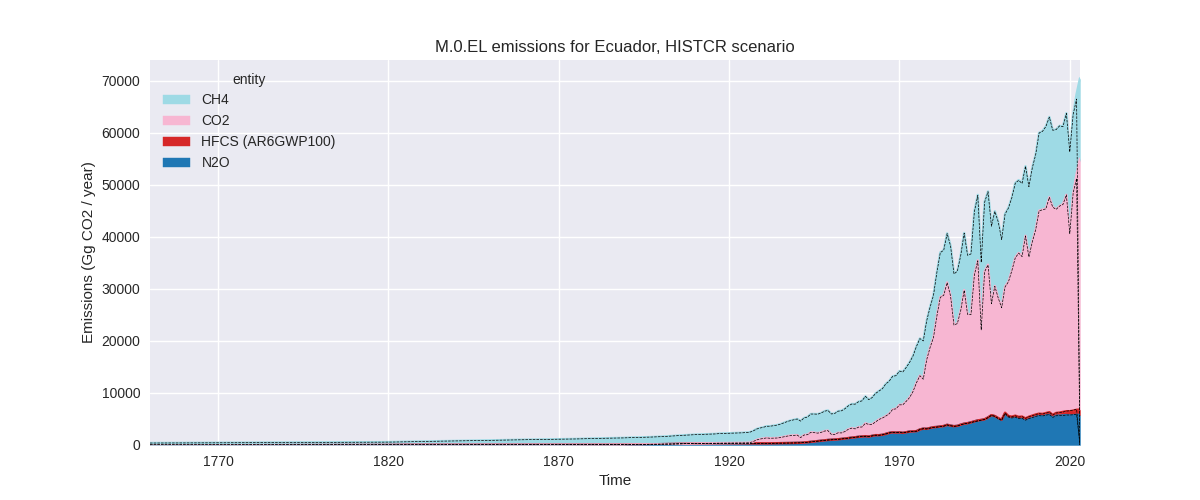 M.0.EL emissions for Ecuador, HISTCR scenario
Emissions (Gg CO2 / year)
70000
60000
50000
40000
30000
20000
10000
0
entity
CH4
CO2
HFCS (AR6GWP100)
N2O
1770
1820
1870
1920
1970
2020
Time